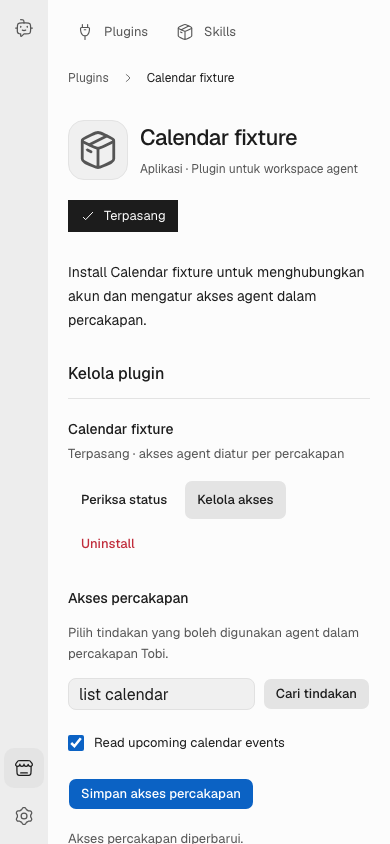 Plugins
Skills
Plugins
Calendar fixture
Calendar fixture
Aplikasi · Plugin untuk workspace agent
Terpasang
Install Calendar fixture untuk menghubungkan
akun dan mengatur akses agent dalam
percakapan.
Kelola plugin
Calendar fixture
Terpasang · akses agent diatur per percakapan
Periksa status
Kelola akses
Uninstall
Akses percakapan
Pilih tindakan yang boleh digunakan agent dalam
percakapan Tobi.
list calendar
Cari tindakan
Read upcoming calendar events
Simpan akses percakapan
Akses percakapan diperbarui.